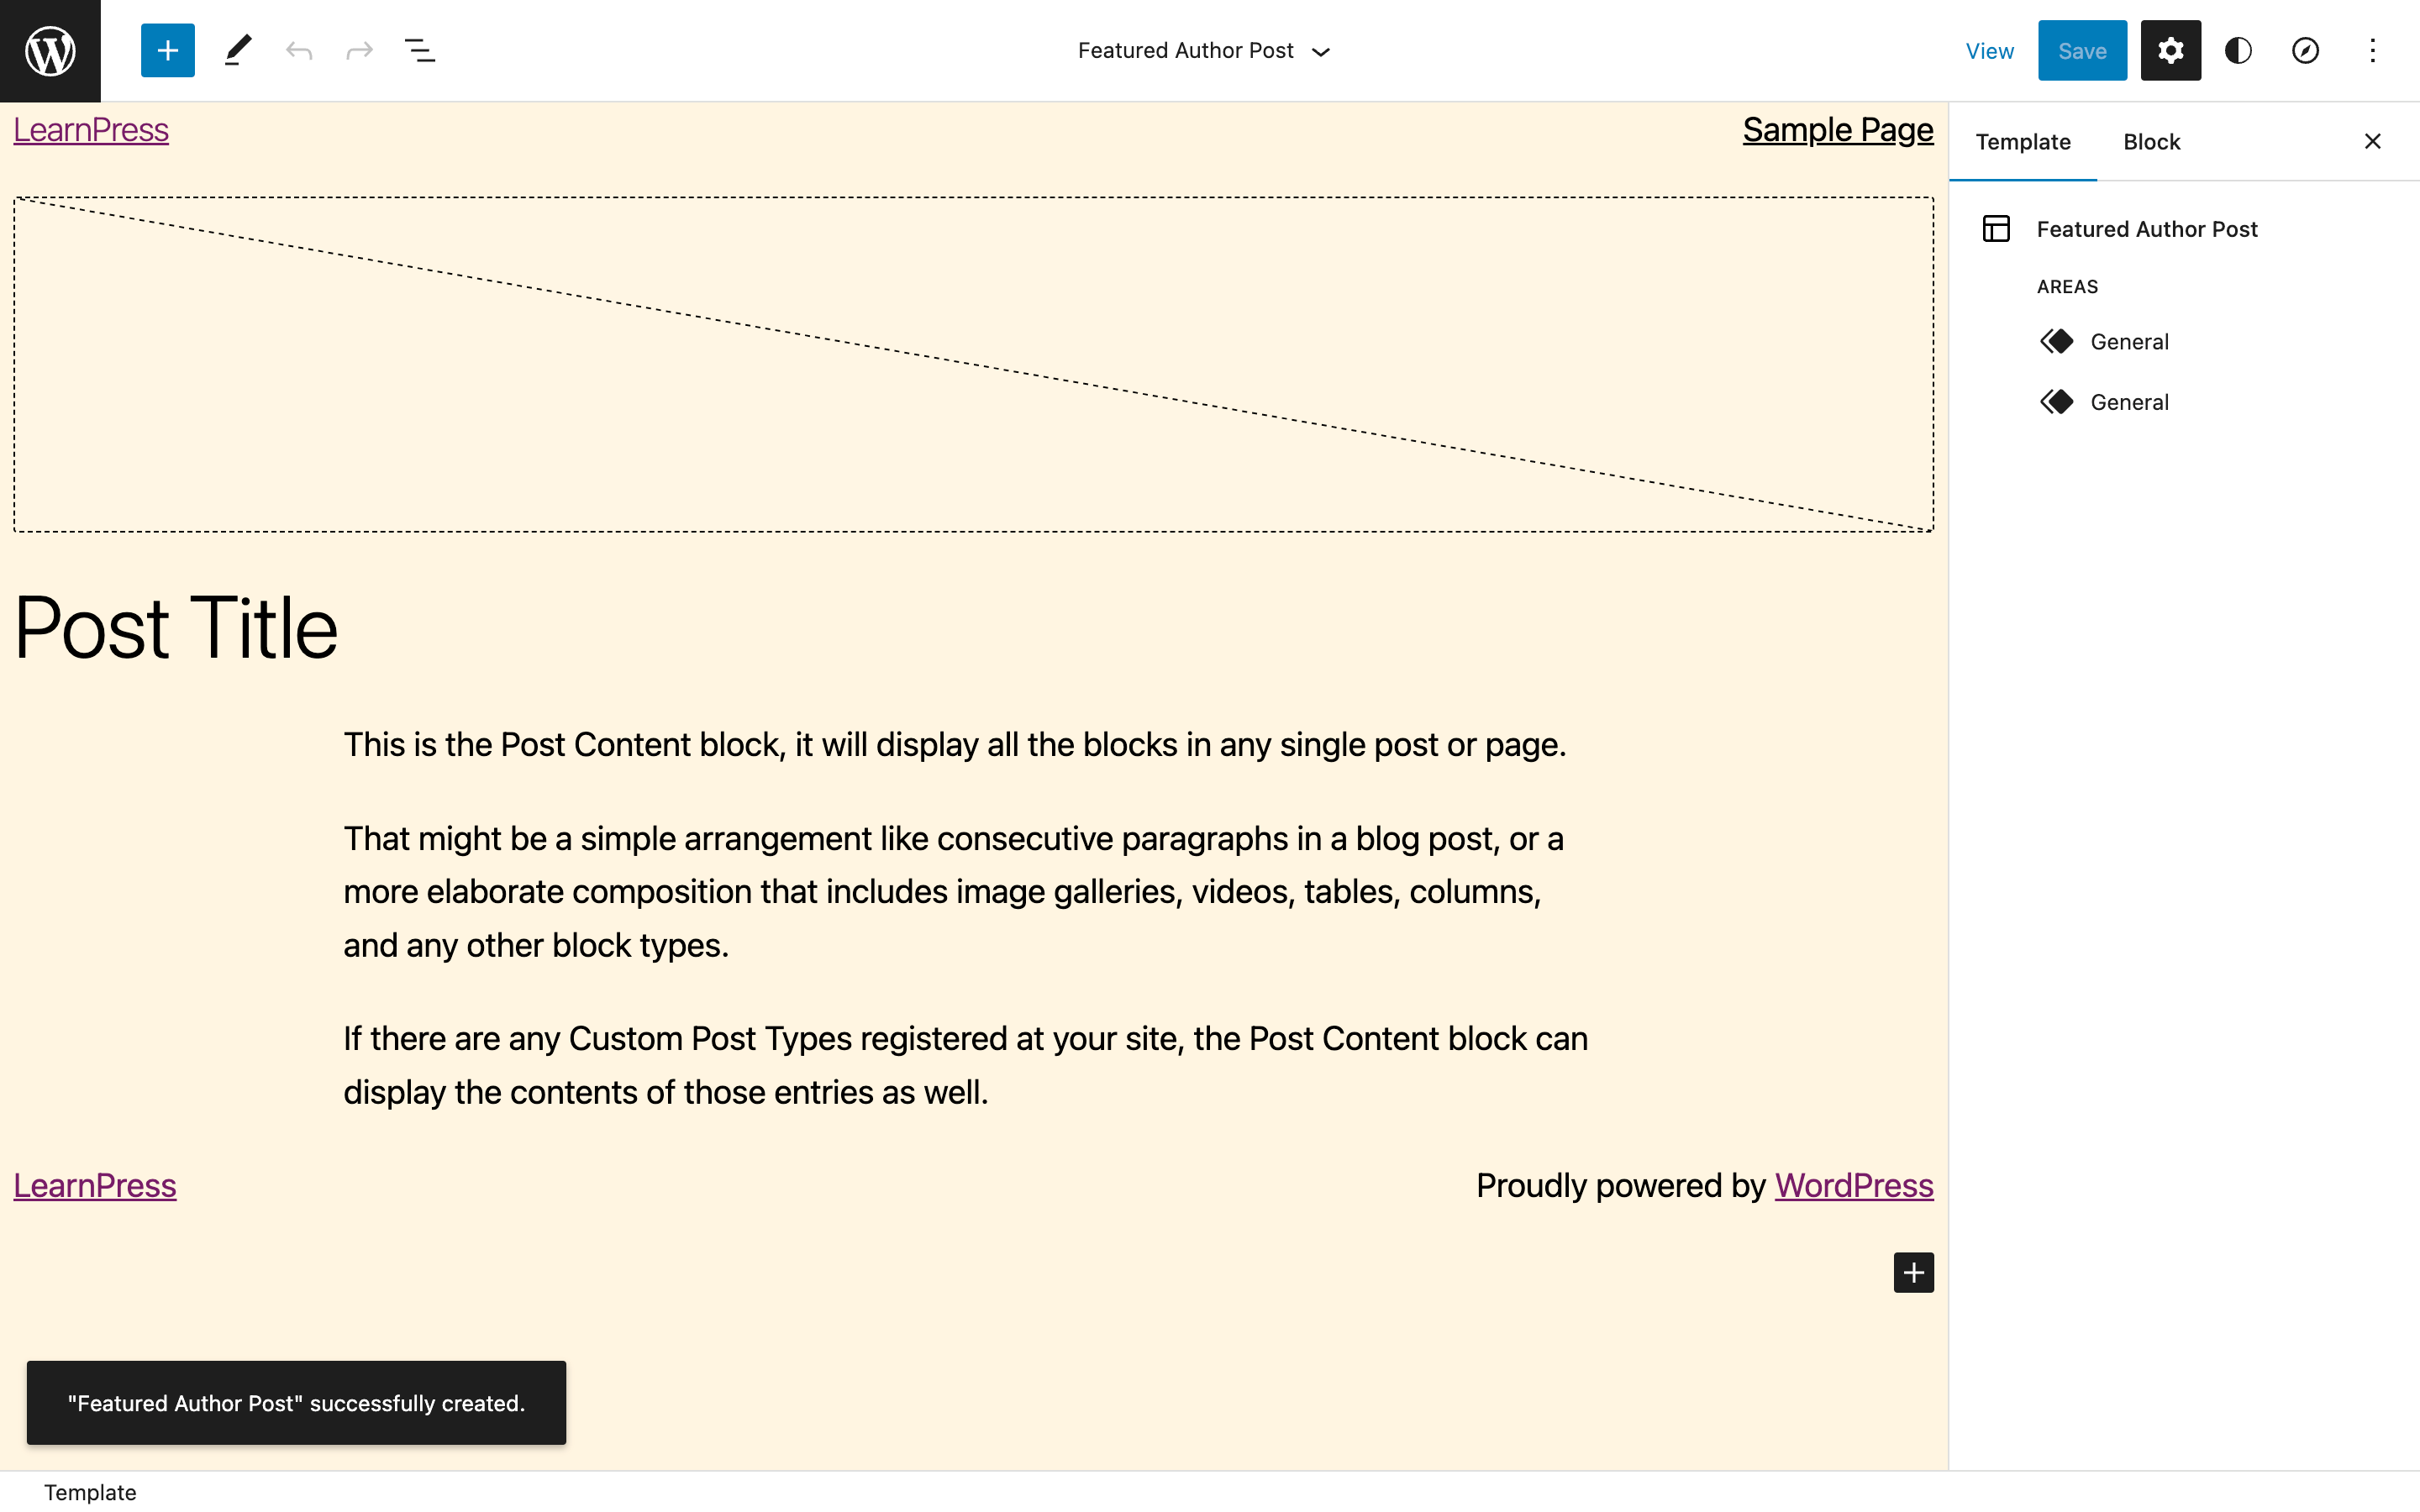 Featured Author Post
View
Save
LearnPress
Sample Page
Template
Block
Featured Author Post
AREAS
General
General
Post Title
This is the Post Content block, it will display all the blocks in any single post or page.
That might be a simple arrangement like consecutive paragraphs in a blog post, or a
more elaborate composition that includes image galleries, videos, tables, columns,
and any other block types.
If there are any Custom Post Types registered at your site, the Post Content block can
display the contents of those entries as well.
LearnPress
Proudly powered by WordPress
"Featured Author Post" successfully created.
Template